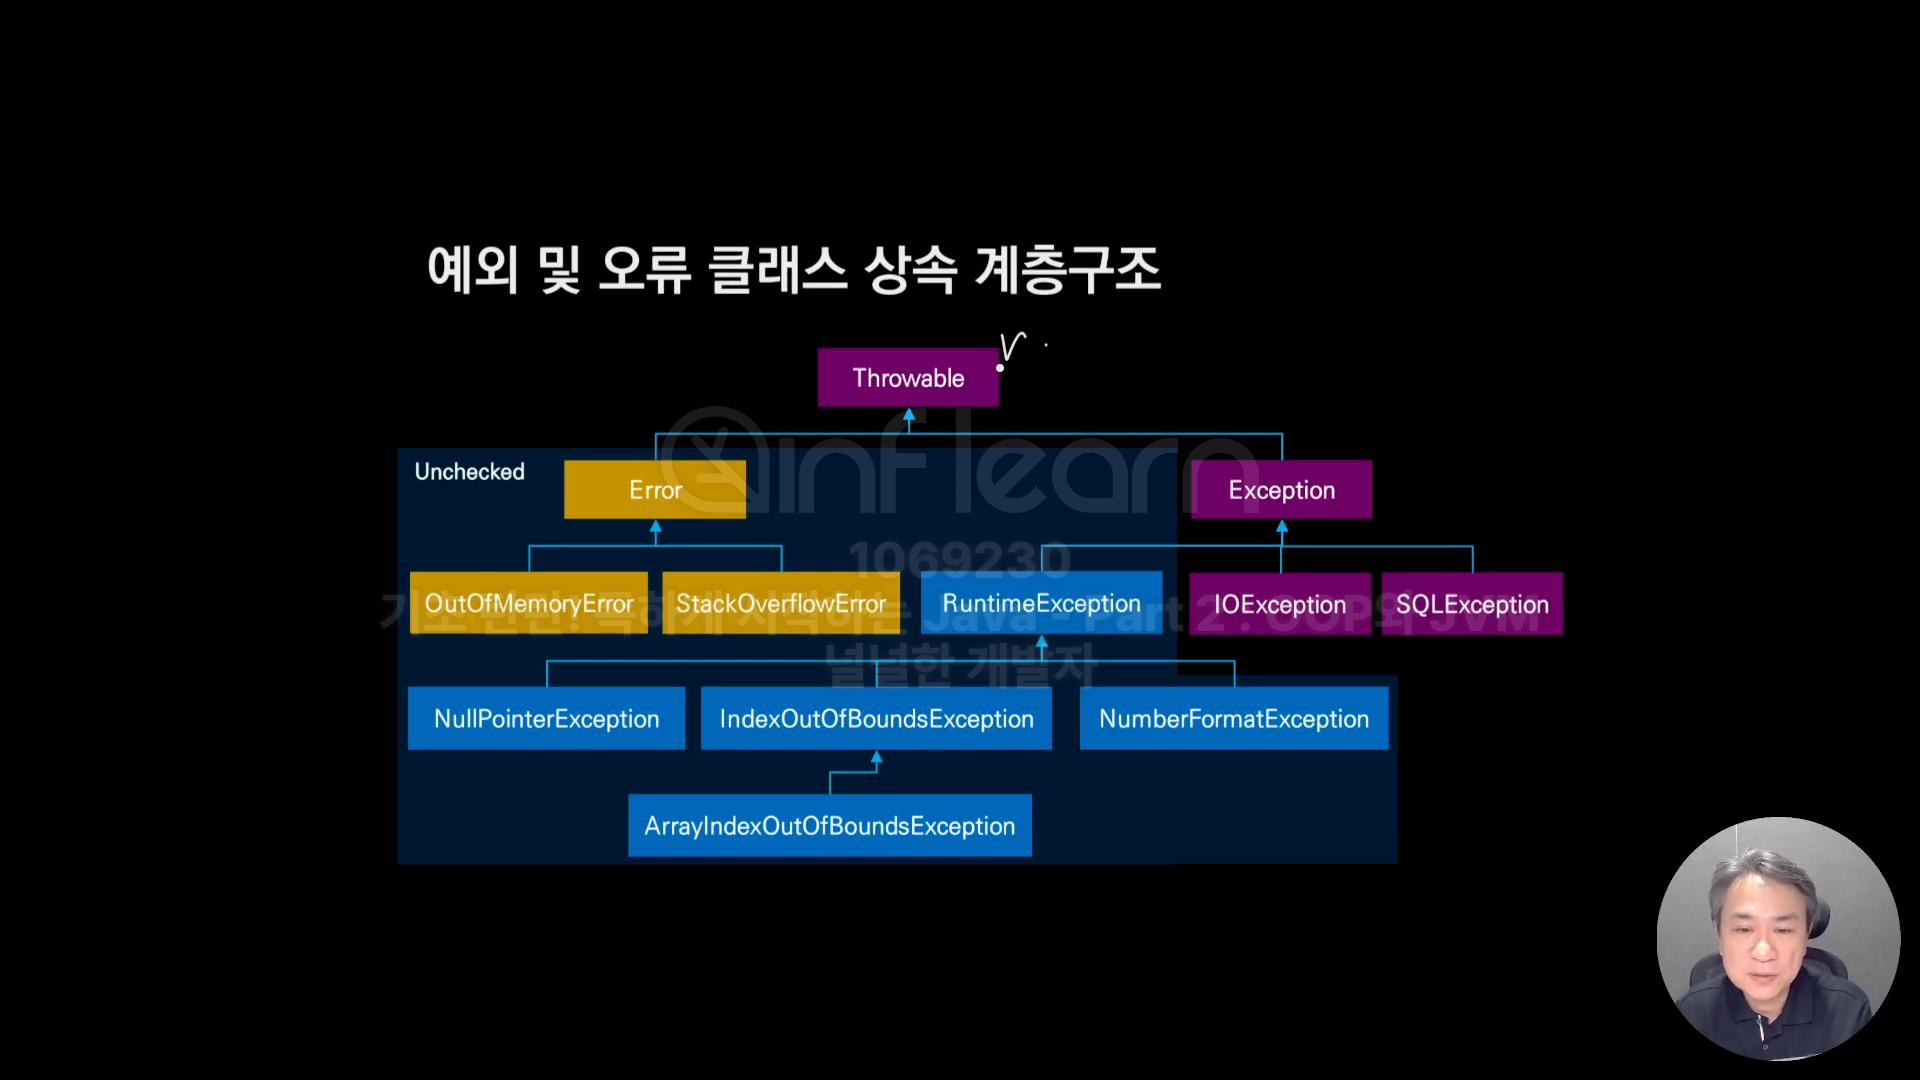 예외 및 오류 클래스 상속 계층구조
V
Throwable
Unchecked
Error
Exception
inflearn
1069230
OutOfMemoryError
StackOverflowError
RuntimeException
IOException
SQLException
기초 탄탄! 독하게 시작하는 Java - Part 2 : OOP와 JVM
널널한 개발자
NullPointerException
IndexOutOfBoundsException
NumberFormatException
ArrayIndexOutOfBoundsException